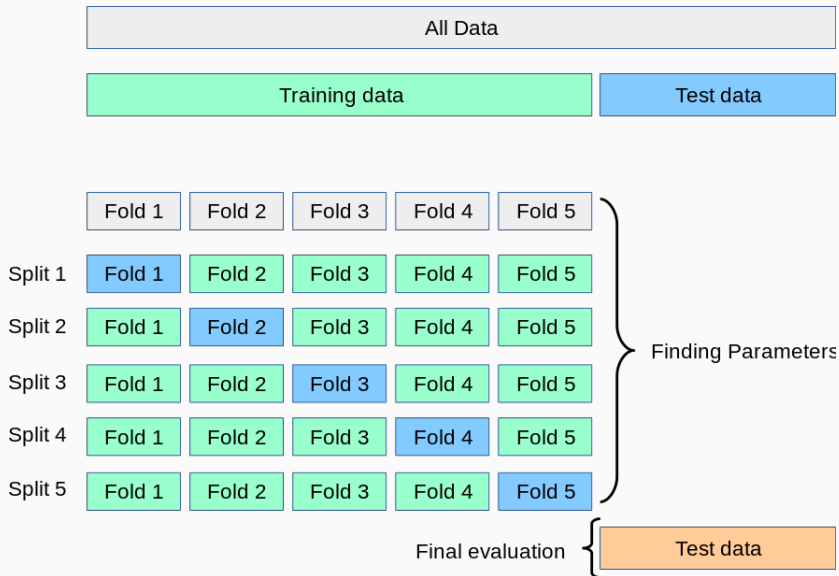 All Data
Training data Test data
Fold 1 Fold 2 Fold 3 Fold 4 Fold 5
Split 1 Fold 1 Fold 2 Fold 3 Fold 4 Fold 5
Split 2 Fold 1 Fold 2 Fold 3 Fold 4 Fold 5
Finding Parameters
Split 3 Fold 1 Fold 2 Fold 3 Fold 4 Fold 5
Split 4 Fold 1 Fold 2 Fold 3 Fold 4 Fold 5
Split 5 Fold 1 Fold 2 Fold 3 Fold 4 Fold 5
Final evaluation Test data